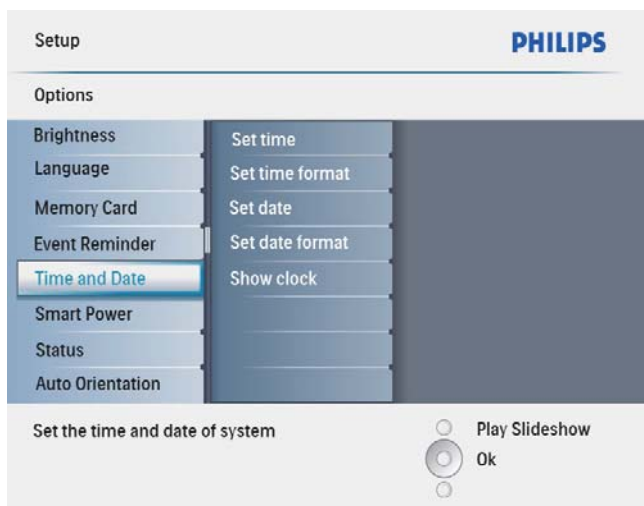 Setup
PHILIPS
Options
Brightness
Language
Memory Card
Event Reminder
Time and Date
Smart Power
Status
Auto Orientation
Set time
Set time format
Set date
Set date format
Show clock
Set the time and date of system
Play Slideshow
Ok